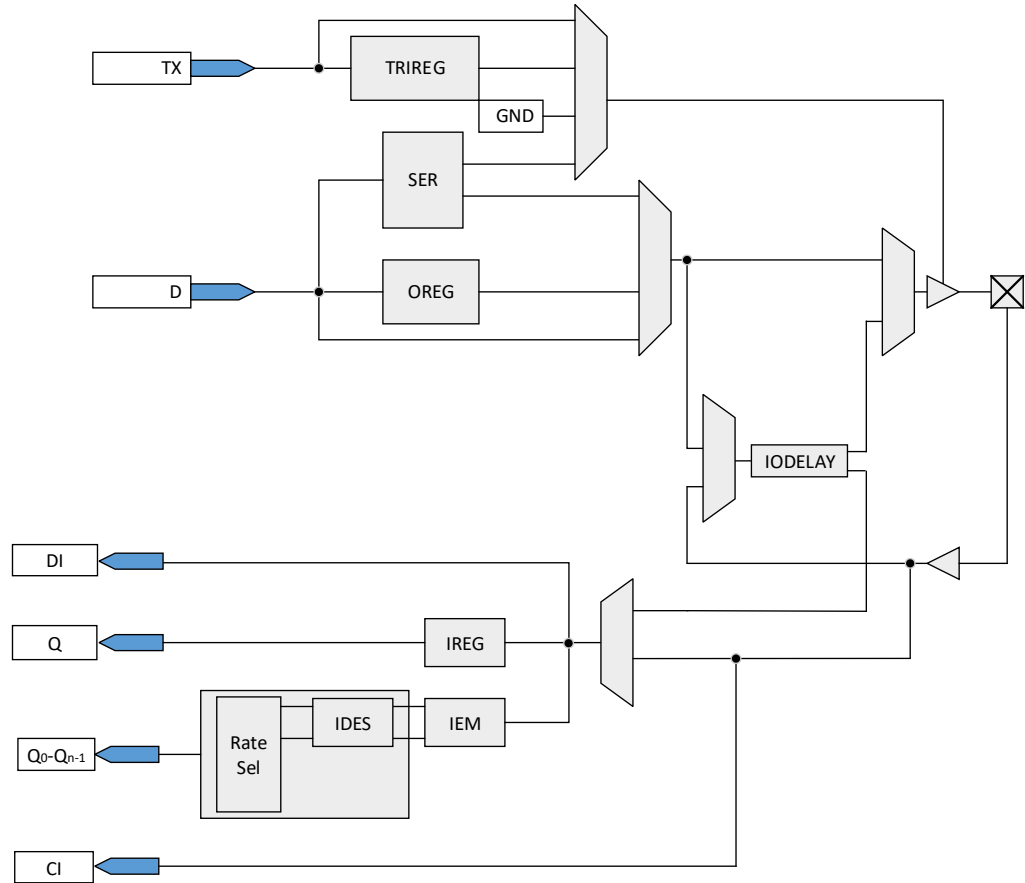 TX
TRIREG
GND
SER
D
OREG
IODELAY
DI
Q
IREG
IDES
IEM
Rate
Sel
Q0-Qn-1
CI